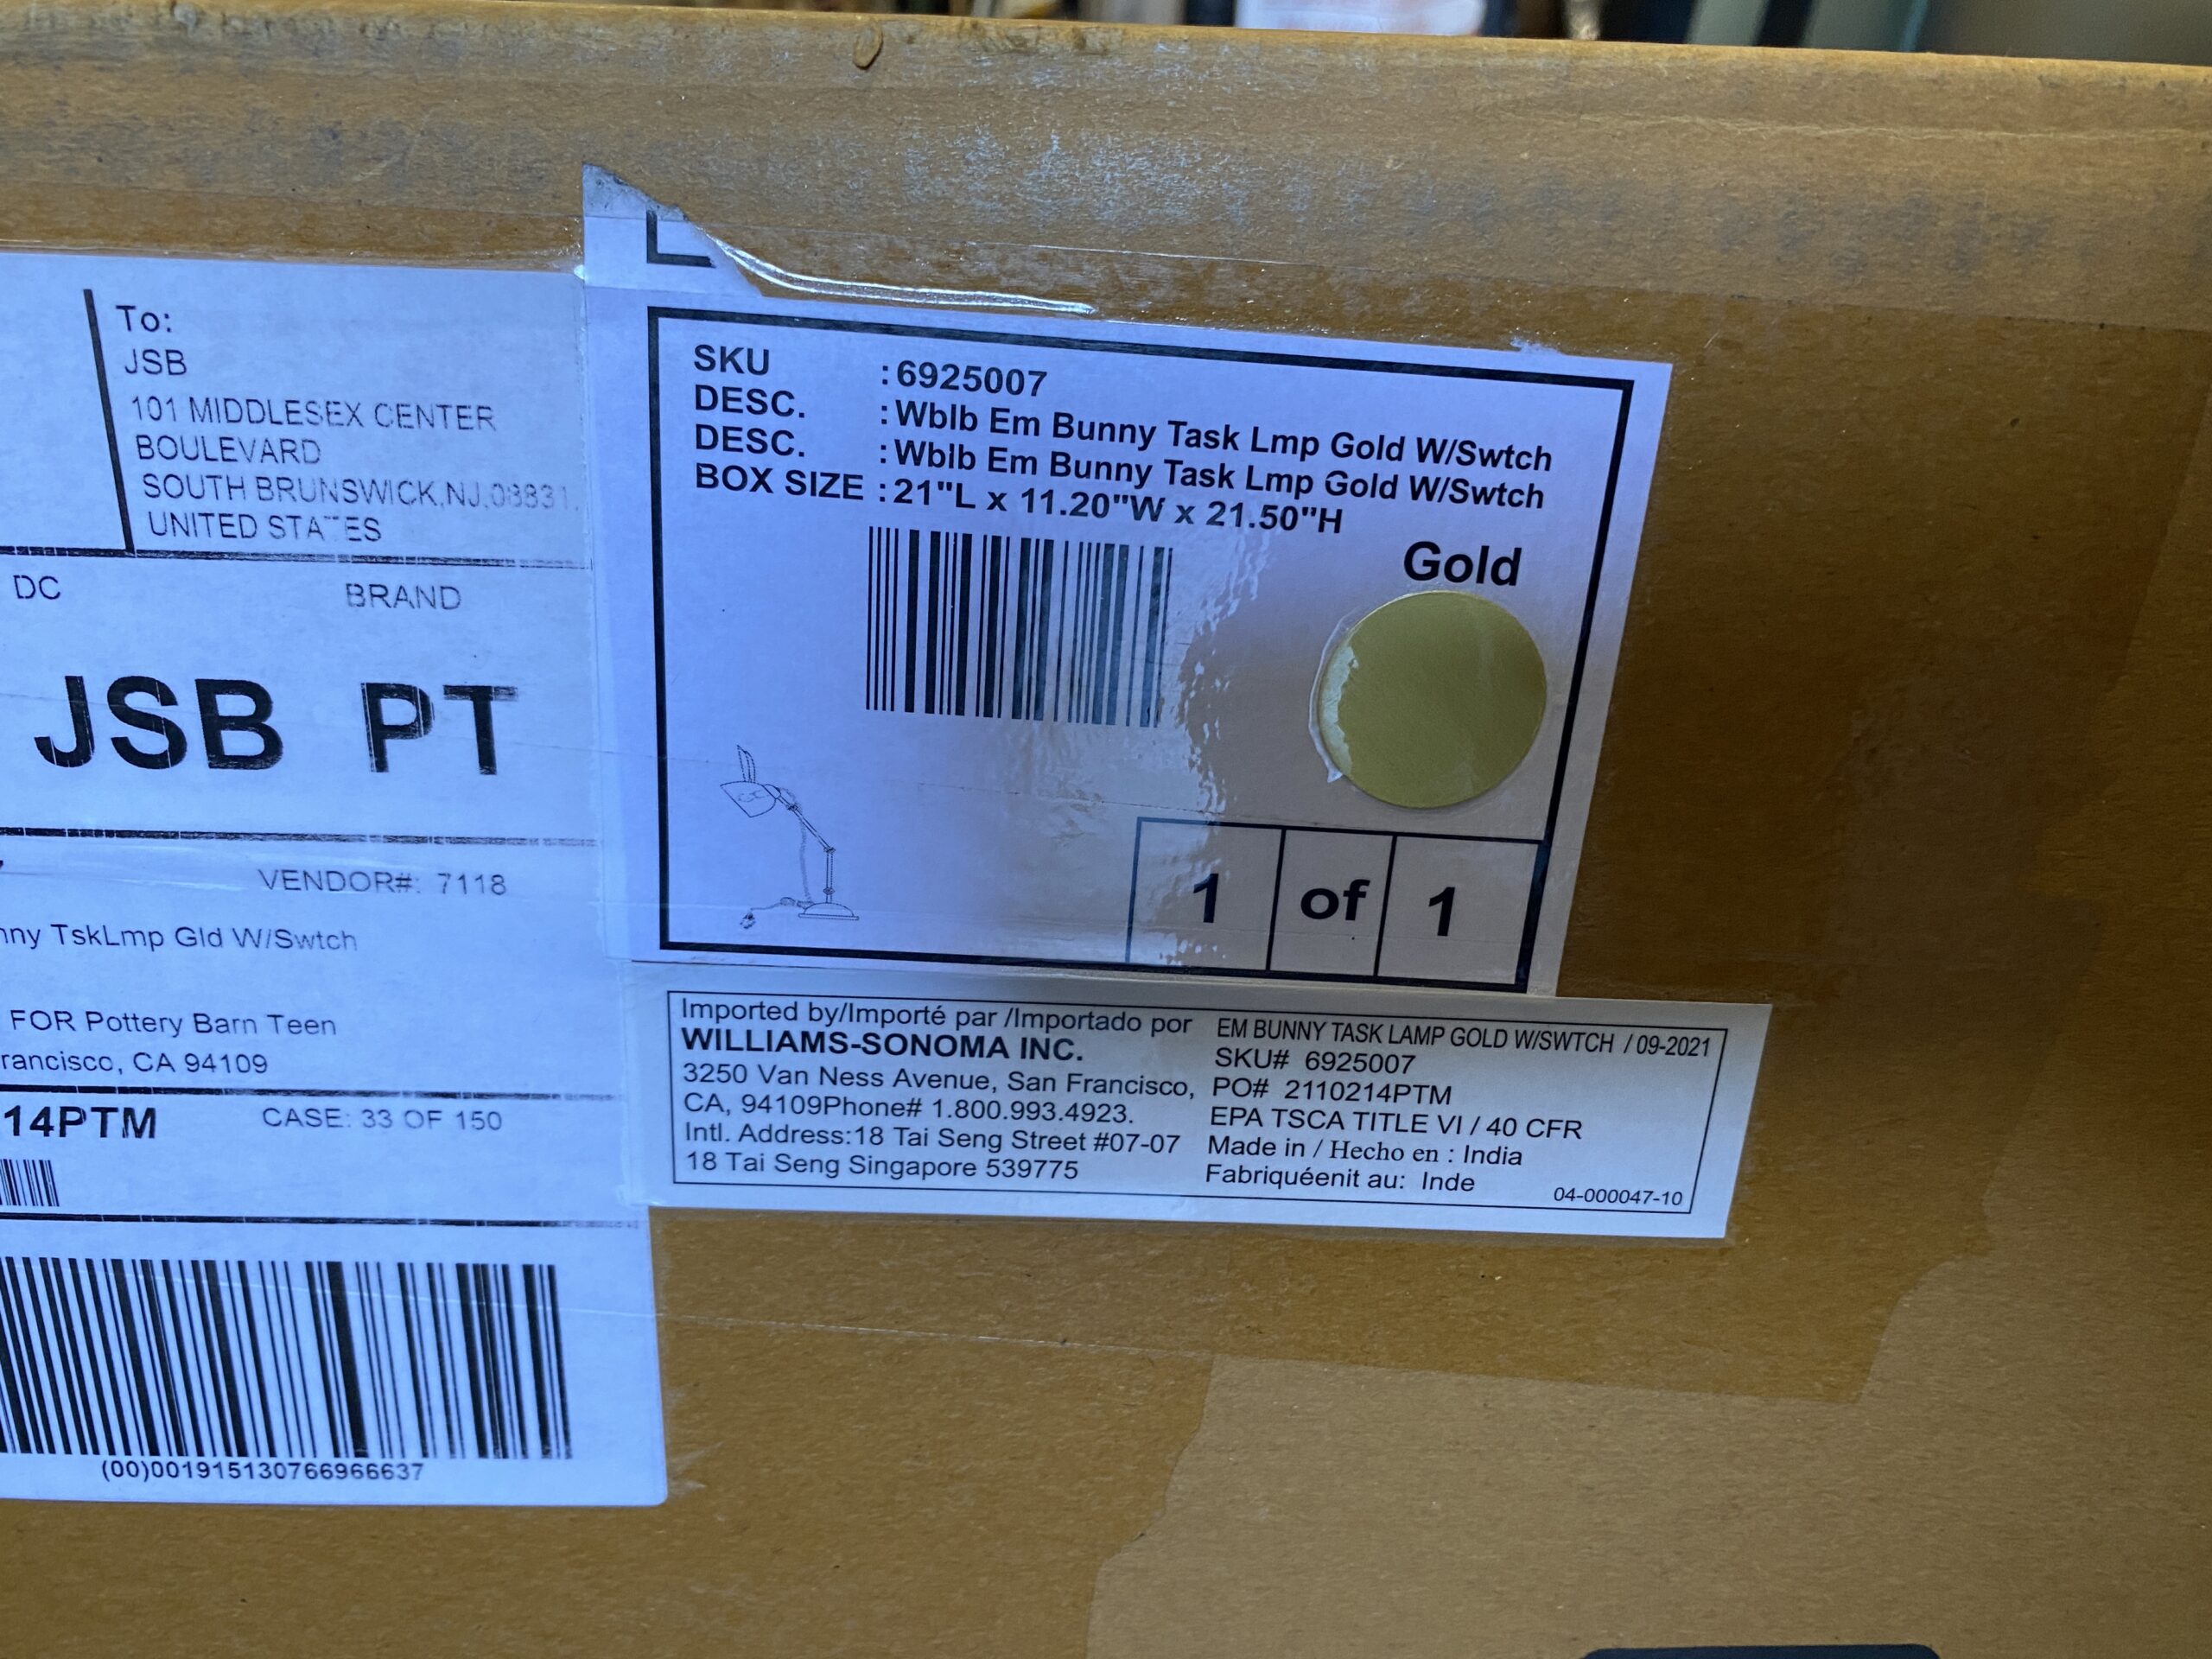 To:
JSB
101 MIDDLESEX CENTER
BOULEVARD
SOUTH BRUNSWICK,NJ,08831,
UNITED STATES
DC BRAND
JSB PT
VENDOR#: 7118
TskLmp Gld W/Swtch
FOR Pottery Barn Teen
CA 94109
14PTM CASE: 33 OF 150
(00)001915130766966637
SKU :6925007
DESC. :Wblb Em Bunny Task Lmp Gold W/Swtch
DESC. :Wblb Em Bunny Task Lmp Gold W/Swtch
BOX SIZE :21"L x 11.20"W x 21.50"H
Gold
1 of 1
Imported by/Importé par /Importado por
WILLIAMS-SONOMA INC.
3250 Van Ness Avenue, San Francisco,
CA, 94109Phone# 1.800.993.4923.
Intl. Address:18 Tai Seng Street #07-07
18 Tai Seng Singapore 539775
EM BUNNY TASK LAMP GOLD W/SWTCH / 09-2021
SKU# 6925007
PO# 2110214PTM
EPA TSCA TITLE VI / 40 CFR
Made in / Hecho en : India
Fabriquéenit au: Inde
04-000047-10